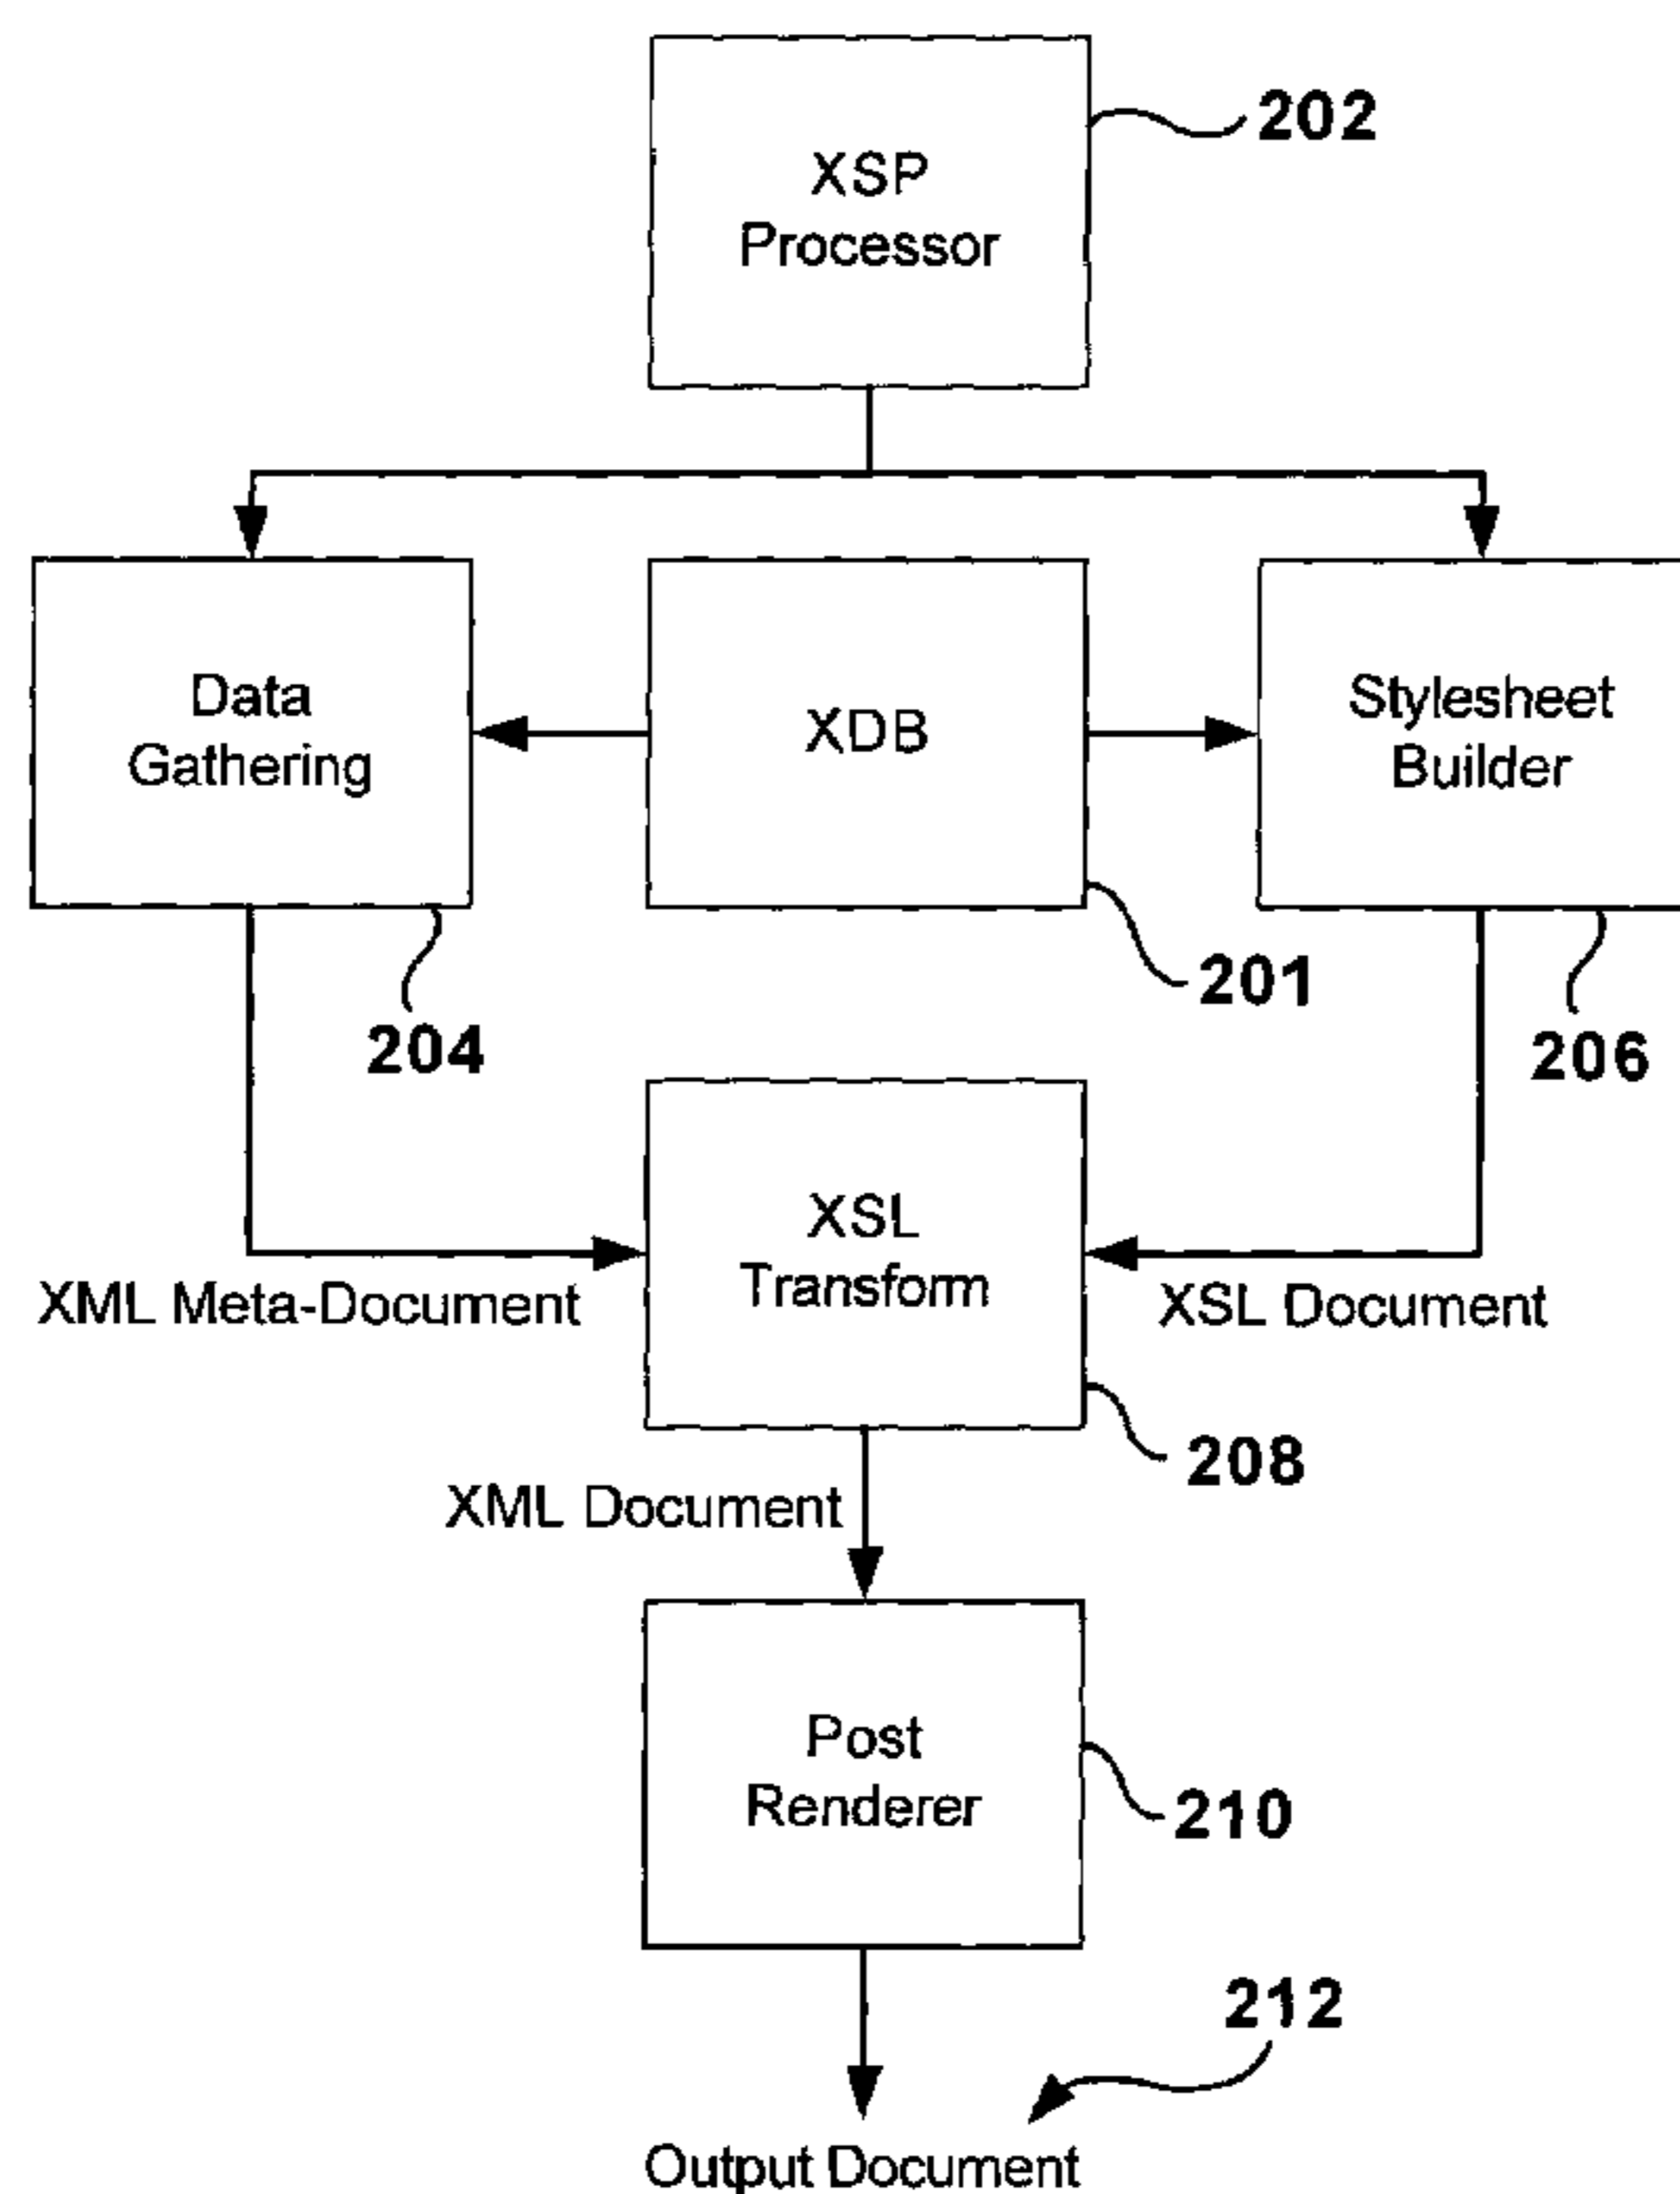 202
XSP
Processor
Data
Gathering
XDB
Stylesheet
Builder
201
204
206
XSL
Transform
XML Meta-Document
XSL Document
208
XML Document
Post
Renderer
210
212
Output Document